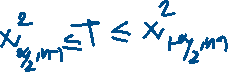 χ²_{α/2, n-1} ≤ T ≤ χ²_{1-α/2, n-1}